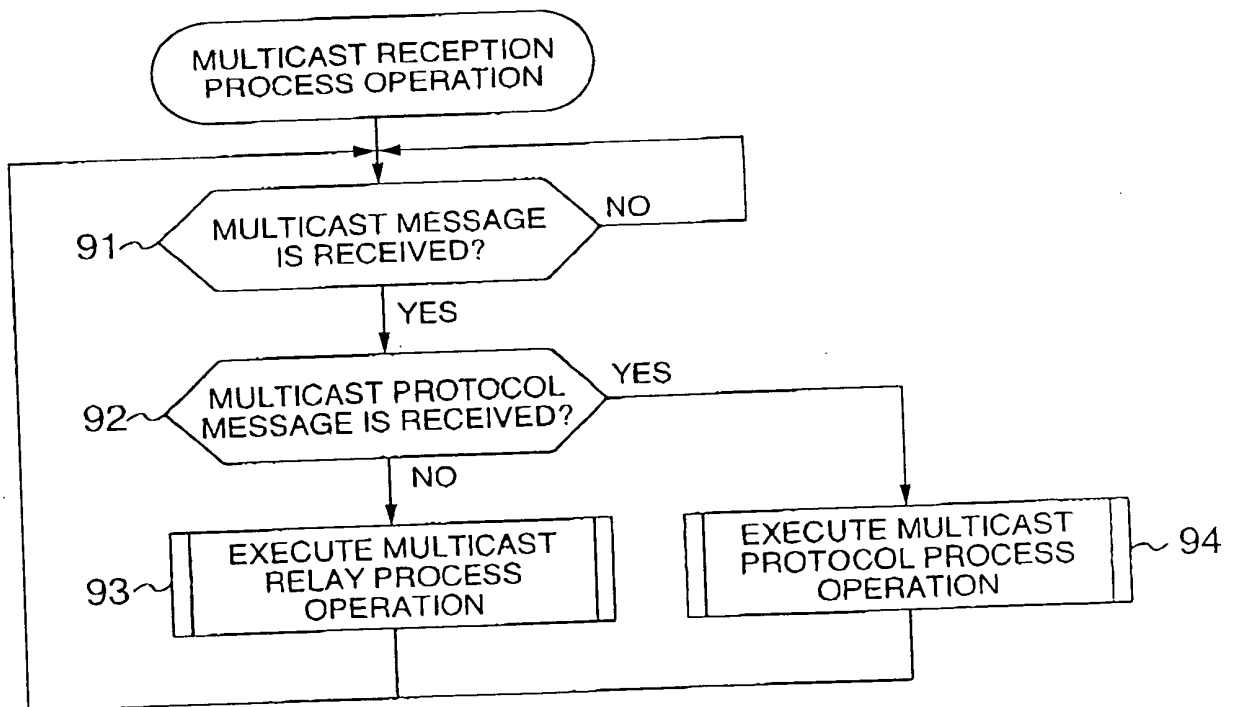 MULTICAST RECEPTION
PROCESS OPERATION
91
MULTICAST MESSAGE
IS RECEIVED?
NO
YES
92
MULTICAST PROTOCOL
MESSAGE IS RECEIVED?
YES
NO
93
EXECUTE MULTICAST
RELAY PROCESS
OPERATION
EXECUTE MULTICAST
PROTOCOL PROCESS
OPERATION
94